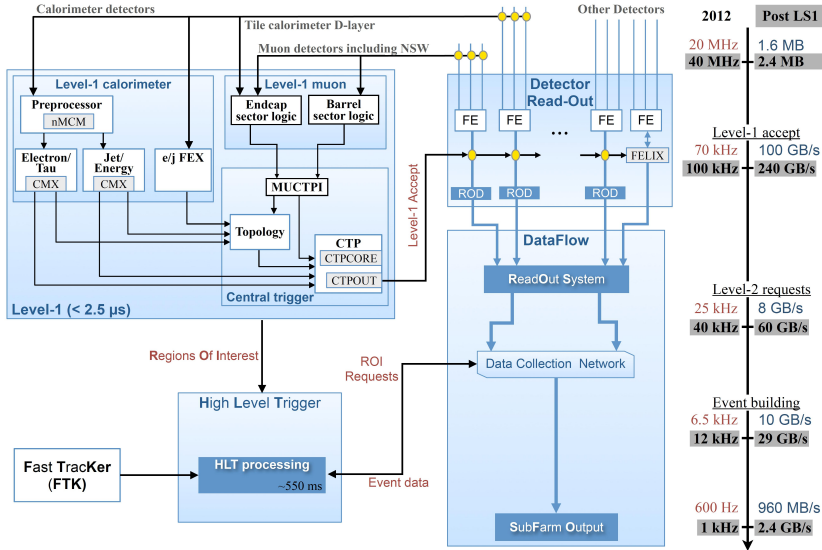 Calorimeter detectors
Tile calorimeter D-layer
Muon detectors including NSW
Other Detectors
Level-1 calorimeter
Preprocessor
nMCM
Electron/
Tau
CMX
Jet/
Energy
CMX
e/j FEX
Level-1 muon
Endcap
sector logic
Barrel
sector logic
MUCTPI
Topology
CTP
CTPCORE
CTPOUT
Central trigger
Level-1 (< 2.5 µs)
Level-1 Accept
Detector
Read-Out
FE
FE
...
FE
FE
FELIX
ROD
ROD
ROD
DataFlow
ReadOut System
Data Collection Network
SubFarm Output
Regions Of Interest
ROI
Requests
High Level Trigger
HLT processing
~550 ms
Event data
Fast TracKer
(FTK)
2012 Post LS1
20 MHz 1.6 MB
40 MHz 2.4 MB
Level-1 accept
70 kHz 100 GB/s
100 kHz 240 GB/s
Level-2 requests
25 kHz 8 GB/s
40 kHz 60 GB/s
Event building
6.5 kHz 10 GB/s
12 kHz 29 GB/s
600 Hz 960 MB/s
1 kHz 2.4 GB/s